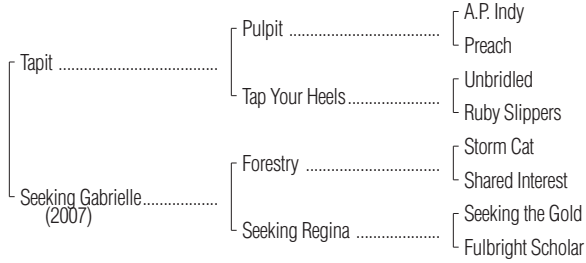 A.P. Indy
Pulpit ................................
Preach
Tapit ...................................
Unbridled
Tap Your Heels....................
Ruby Slippers
Storm Cat
Forestry .............................
Shared Interest
Seeking Gabrielle................
(2007)
Seeking the Gold
Seeking Regina ..................
Fulbright Scholar